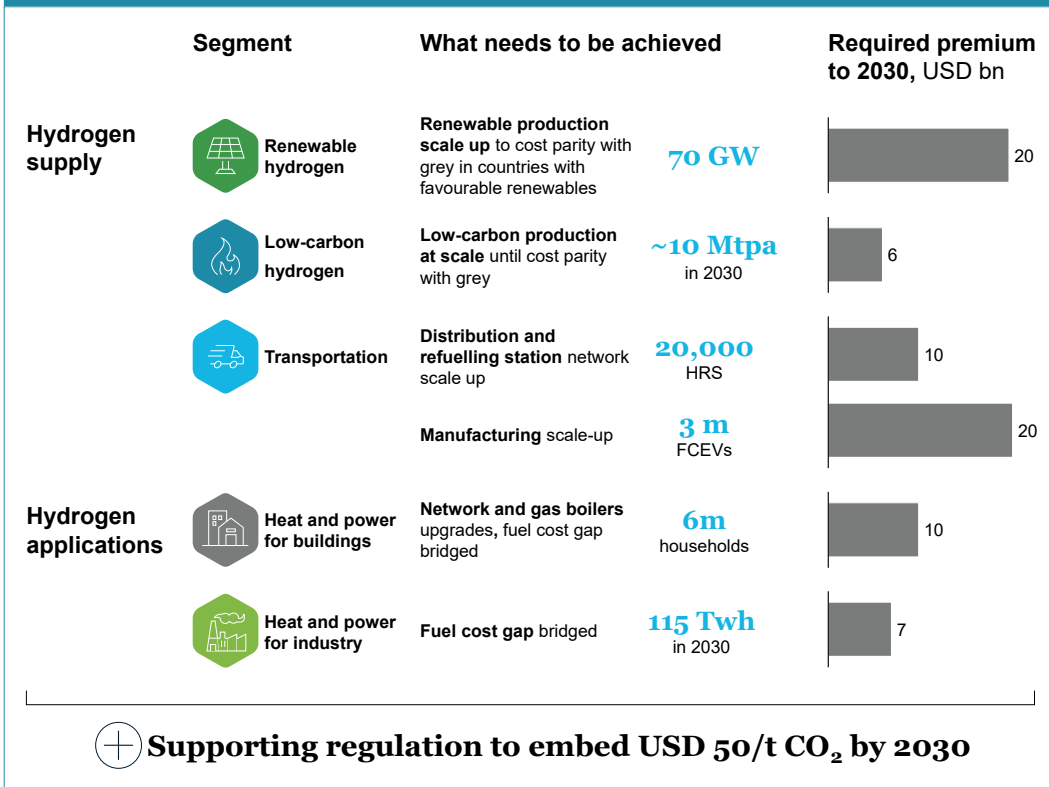 Segment
What needs to be achieved
Required premium
to 2030, USD bn
Hydrogen
supply
Renewable
hydrogen
Renewable production
scale up to cost parity with
grey in countries with
favourable renewables
70 GW
20
Low-carbon
hydrogen
Low-carbon production
at scale until cost parity
with grey
~10 Mtpa
in 2030
6
Transportation
Distribution and
refuelling station network
scale up
20,000
HRS
10
Manufacturing scale-up
3 m
FCEVs
20
Hydrogen
applications
Heat and power
for buildings
Network and gas boilers
upgrades, fuel cost gap
bridged
6m
households
10
Heat and power
for industry
Fuel cost gap bridged
115 Twh
in 2030
7
Supporting regulation to embed USD 50/t CO₂ by 2030